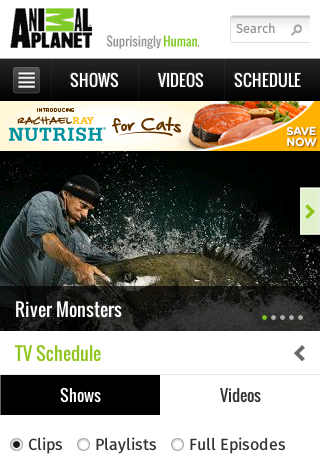 ANIMAL
PLANET
Suprisingly Human.
Search
SHOWS VIDEOS SCHEDULE
INTRODUCING
RACHAEL RAY
NUTRISH
for Cats
SAVE
NOW
River Monsters
TV Schedule
Shows Videos
Clips Playlists Full Episodes